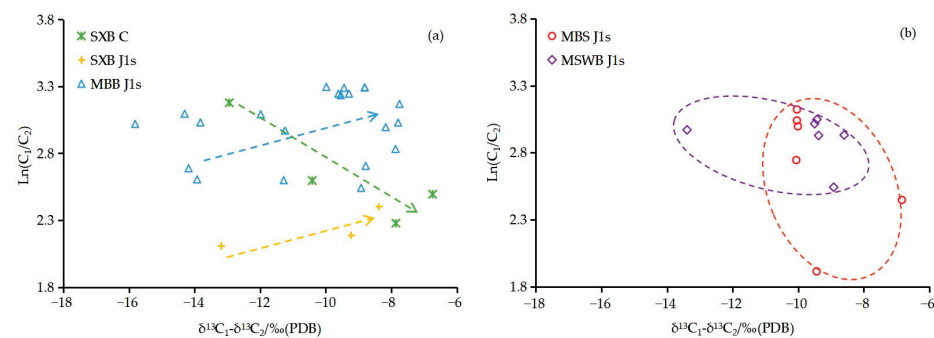 3.8
SXB C
SXB J1s
MBB J1s
(a)
3.3
2.8
2.3
1.8
Ln(C₁/C₂)
−18 −16 −14 −12 −10 −8 −6
δ¹³C₁-δ¹³C₂/‰(PDB)
3.8
MBS J1s
MSWB J1s
(b)
3.3
2.8
2.3
1.8
Ln(C₁/C₂)
−18 −16 −14 −12 −10 −8 −6
δ¹³C₁-δ¹³C₂/‰(PDB)